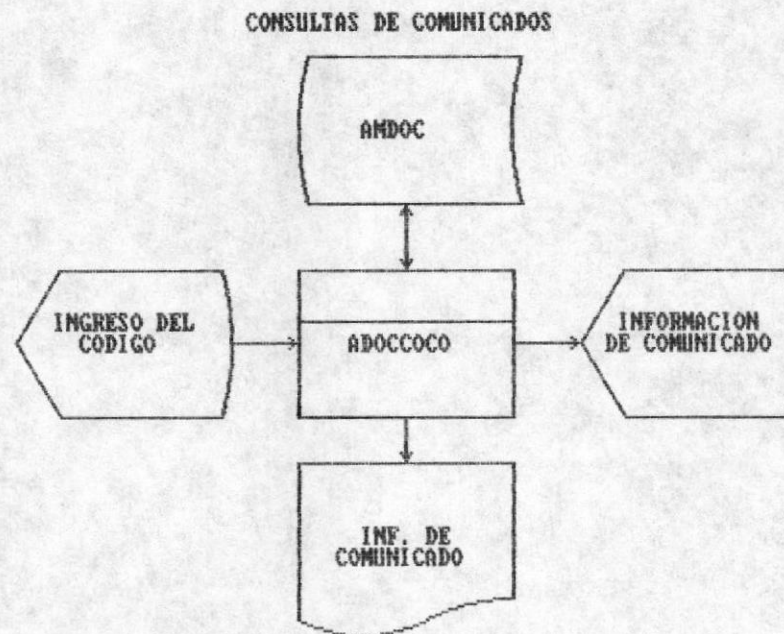 CONSULTAS DE COMUNICADOS
AMDOC
INGRESO DEL
CODIGO
ADOCCOCO
INFORMACION
DE COMUNICADO
INF. DE
COMUNICADO